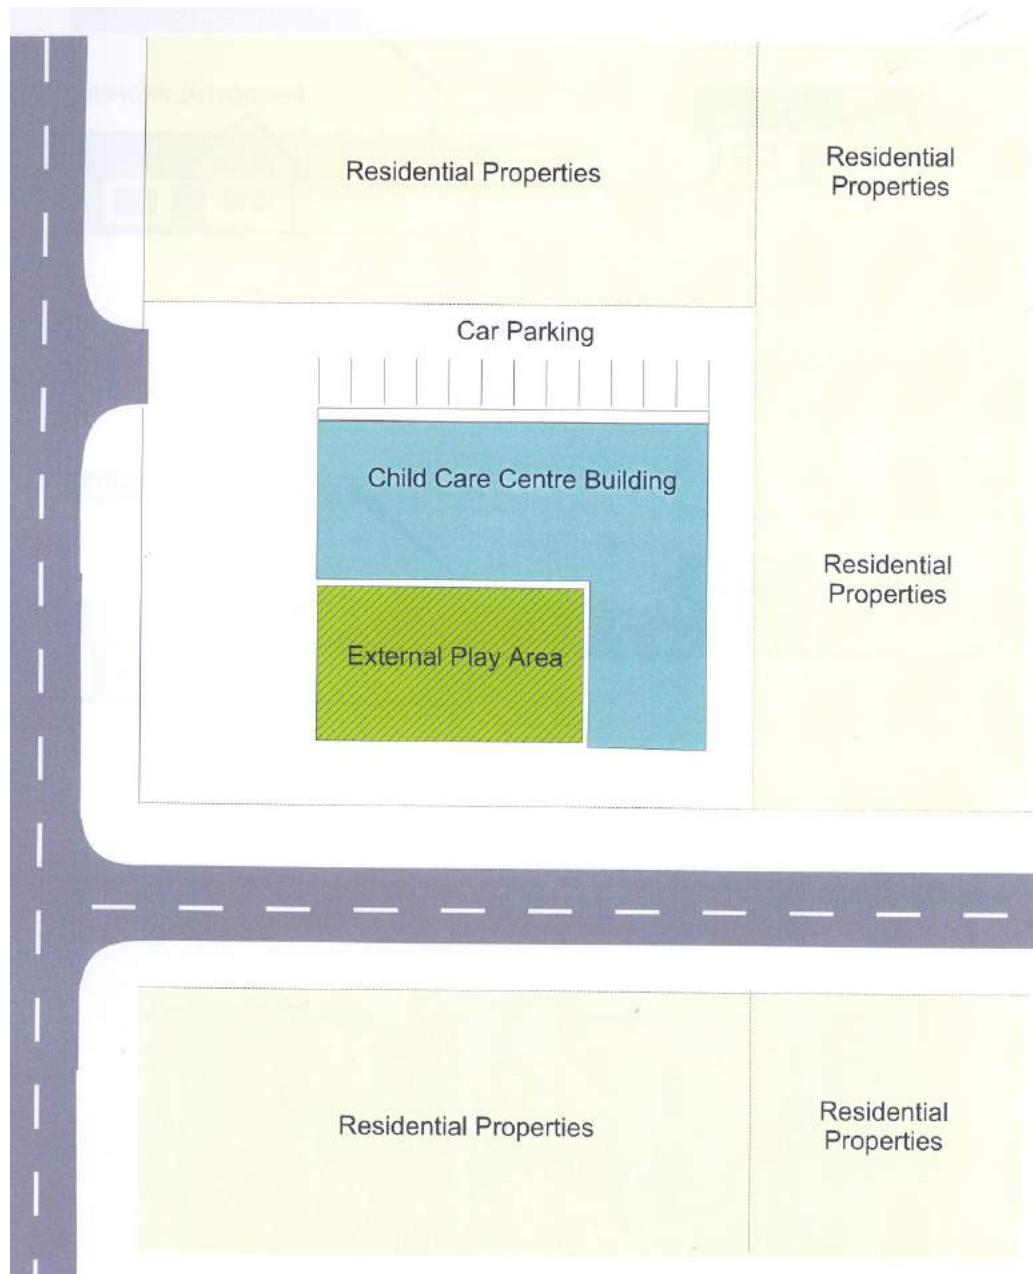 Residential Properties
Residential
Properties
Car Parking
Child Care Centre Building
Residential
Properties
External Play Area
Residential Properties
Residential
Properties